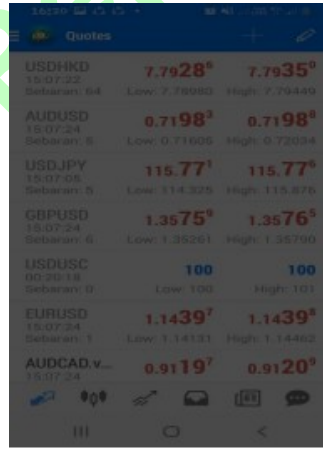 16:20
Quotes
USDHKD 7.7928⁶ 7.7935⁰
15:07:22
Sebaran: 64 Low: 7.78980 High: 7.79449
AUDUSD 0.7198³ 0.7198⁸
15:07:24
Sebaran: 5 Low: 0.71605 High: 0.72034
USDJPY 115.77¹ 115.77⁶
15:07:05
Sebaran: 5 Low: 114.325 High: 115.876
GBPUSD 1.3575⁹ 1.3576⁵
15:07:24
Sebaran: 6 Low: 1.35261 High: 1.35790
USDUSC 100 100
00:20:18
Sebaran: 0 Low: 100 High: 101
EURUSD 1.1439⁷ 1.1439⁸
15:07:24
Sebaran: 1 Low: 1.14131 High: 1.14482
AUDCAD.v... 0.9119⁷ 0.9120⁹
15:07:24